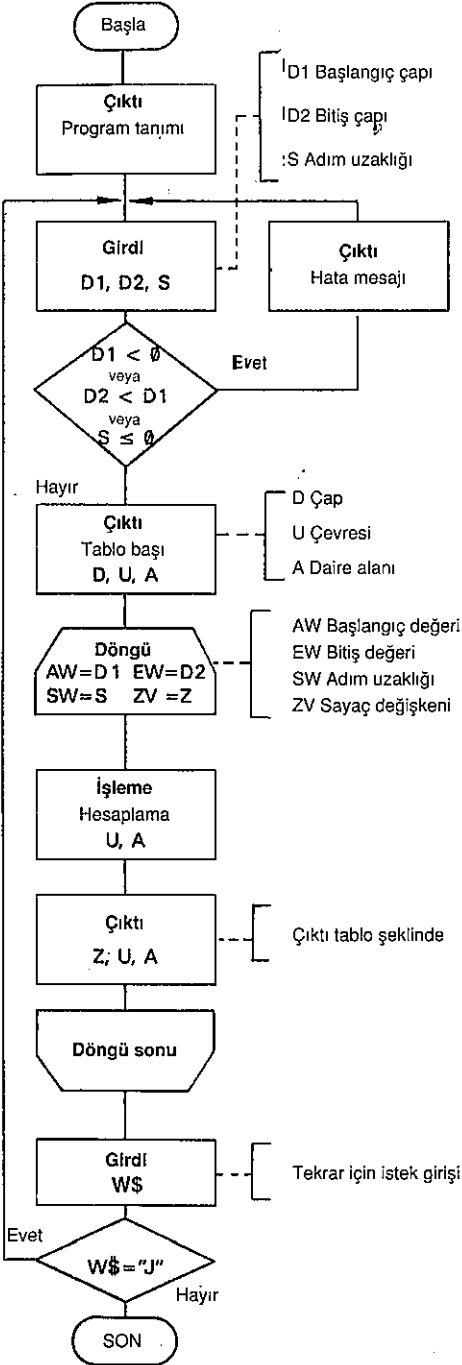 Başla
Çıktı
Program tanımı
D1 Başlangıç çapı
D2 Bitiş çapı
S Adım uzaklığı
Girdi
D1, D2, S
Çıktı
Hata mesajı
D1 < 0
veya
D2 < D1
veya
S ≤ 0
Evet
Hayır
Çıktı
Tablo başı
D, U, A
D Çap
U Çevresi
A Daire alanı
Döngü
AW=D1 EW=D2
SW=S ZV =Z
AW Başlangıç değeri
EW Bitiş değeri
SW Adım uzaklığı
ZV Sayaç değişkeni
İşleme
Hesaplama
U, A
Çıktı
Z, U, A
Çıktı tablo şeklinde
Döngü sonu
Girdi
W$
Tekrar için istek girişi
Evet
W$="J"
Hayır
SON